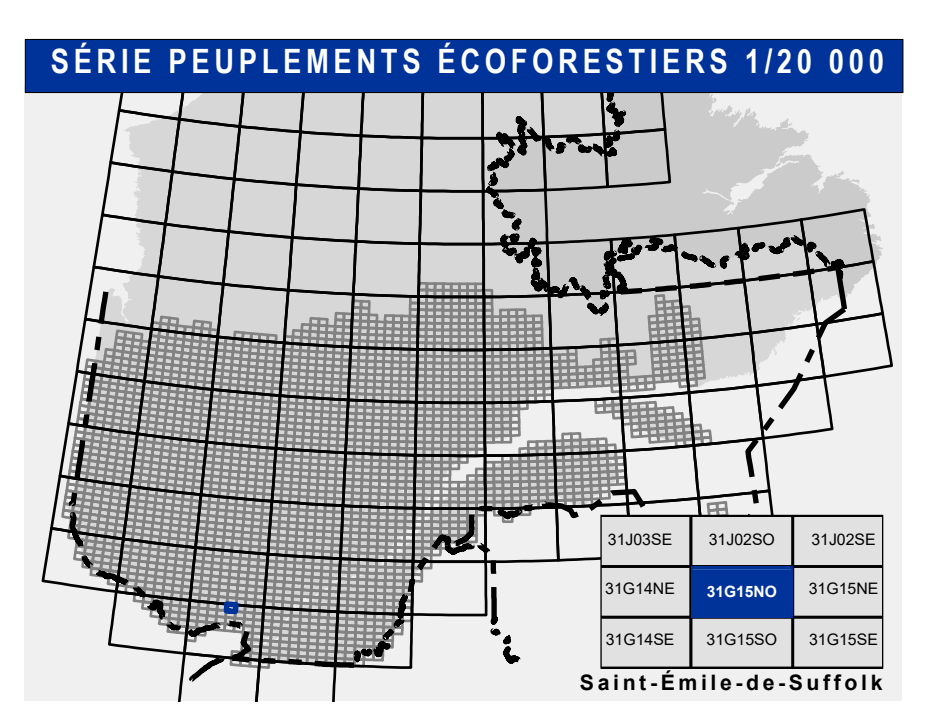 SÉRIE PEUPLEMENTS ÉCOFORESTIERS 1/20 000
31J03SE 31J02SO 31J02SE
31G14NE 31G15NO 31G15NE
31G14SE 31G15SO 31G15SE
Saint-Émile-de-Suffolk